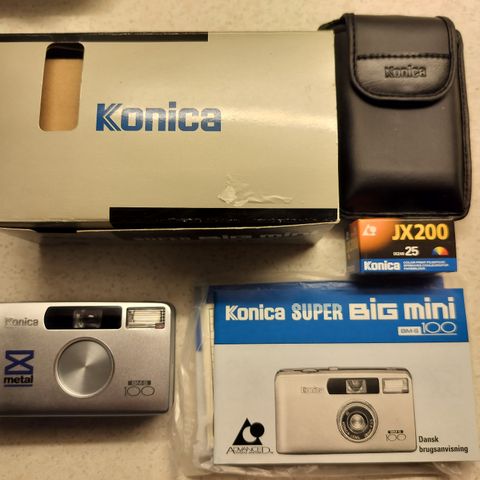 Konica
Konica
JX200
25
Konica
Konica SUPER BiG mini
BM-S 100
Konica
metal
BM-S
100
Konica
BM-S
100
ADVANCED
Dansk
brugsanvisning